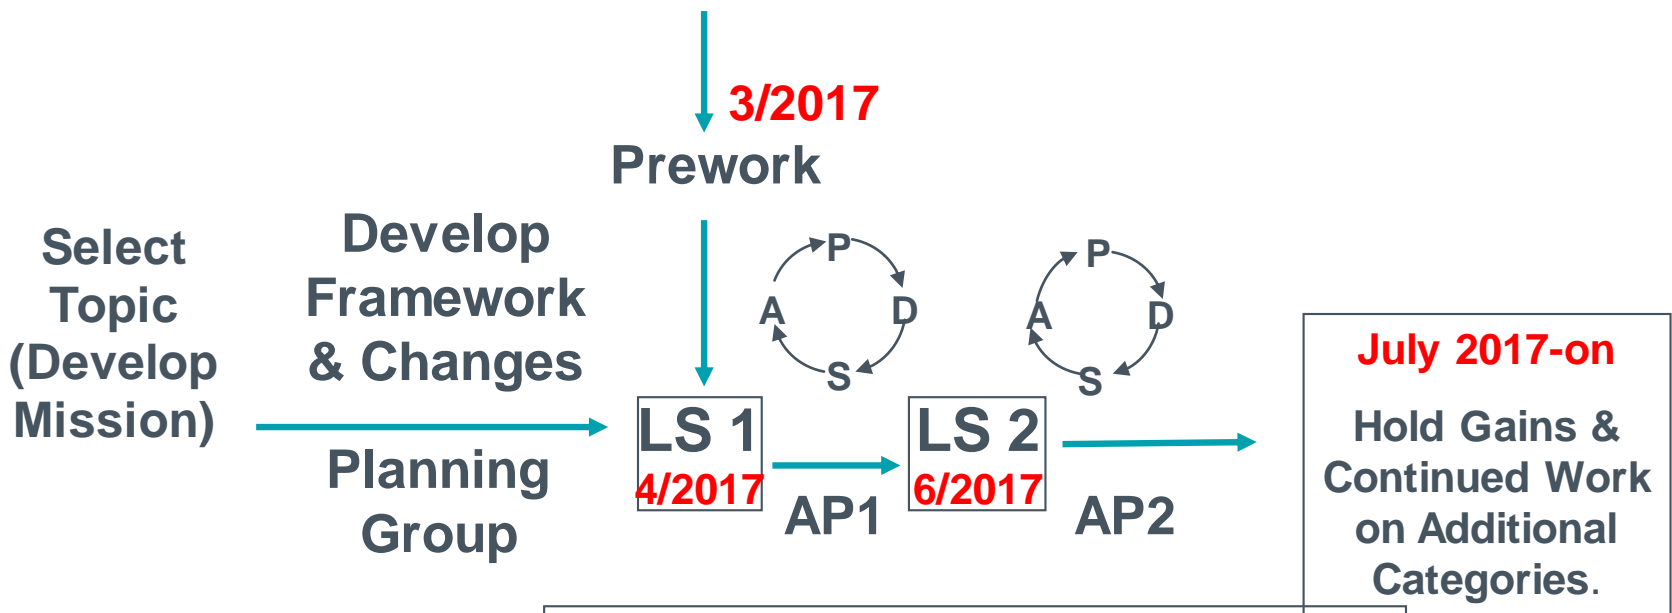 3/2017
Prework
Select
Topic
(Develop
Mission)
Develop
Framework
& Changes
Planning
Group
P
A
D
S
P
A
D
S
LS 1
4/2017
AP1
LS 2
6/2017
AP2
July 2017-on
Hold Gains &
Continued Work
on Additional
Categories.